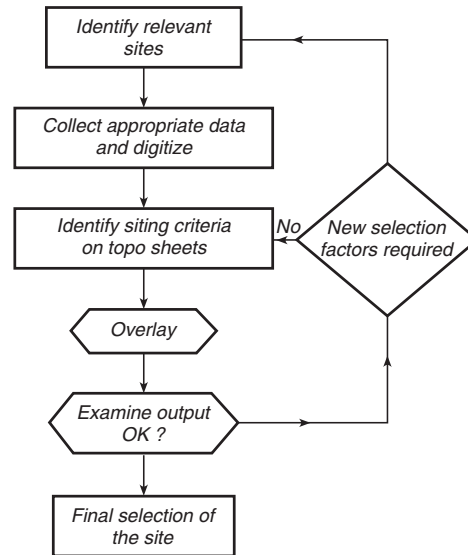 Identify relevant
sites
Collect appropriate data
and digitize
Identify siting criteria
on topo sheets
No
New selection
factors required
Overlay
Examine output
OK ?
Final selection of
the site